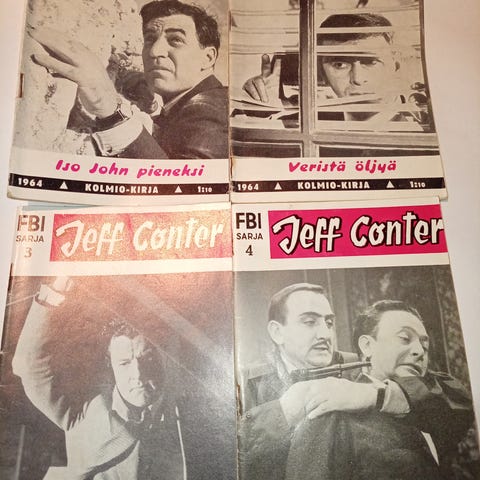 Iso John pieneksi
1964 ▲ KOLMIO-KIRJA ▲ 1:10
Veristä öljyä
1964 ▲ KOLMIO-KIRJA ▲ 1:10
FBI
SARJA
3
Jeff Conter
FBI
SARJA
4
Jeff Conter